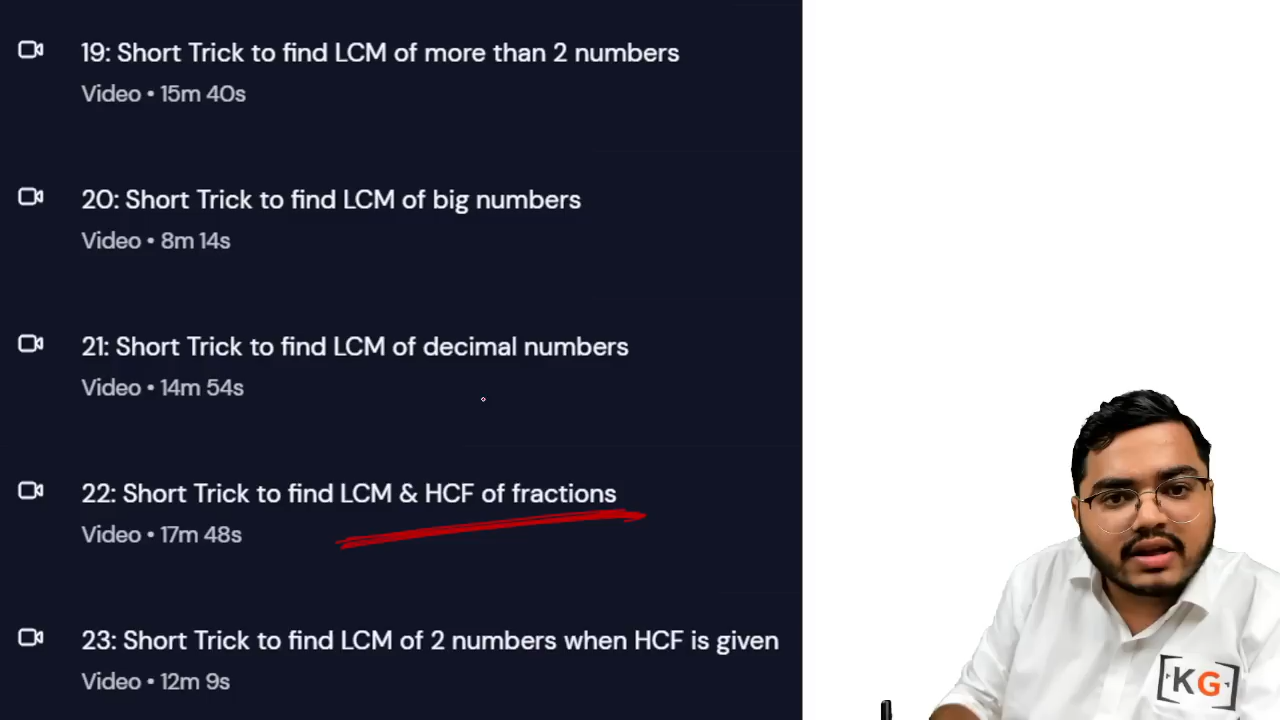 19: Short Trick to find LCM of more than 2 numbers
Video • 15m 40s
20: Short Trick to find LCM of big numbers
Video • 8m 14s
21: Short Trick to find LCM of decimal numbers
Video • 14m 54s
22: Short Trick to find LCM & HCF of fractions
Video • 17m 48s
23: Short Trick to find LCM of 2 numbers when HCF is given
Video • 12m 9s
KG